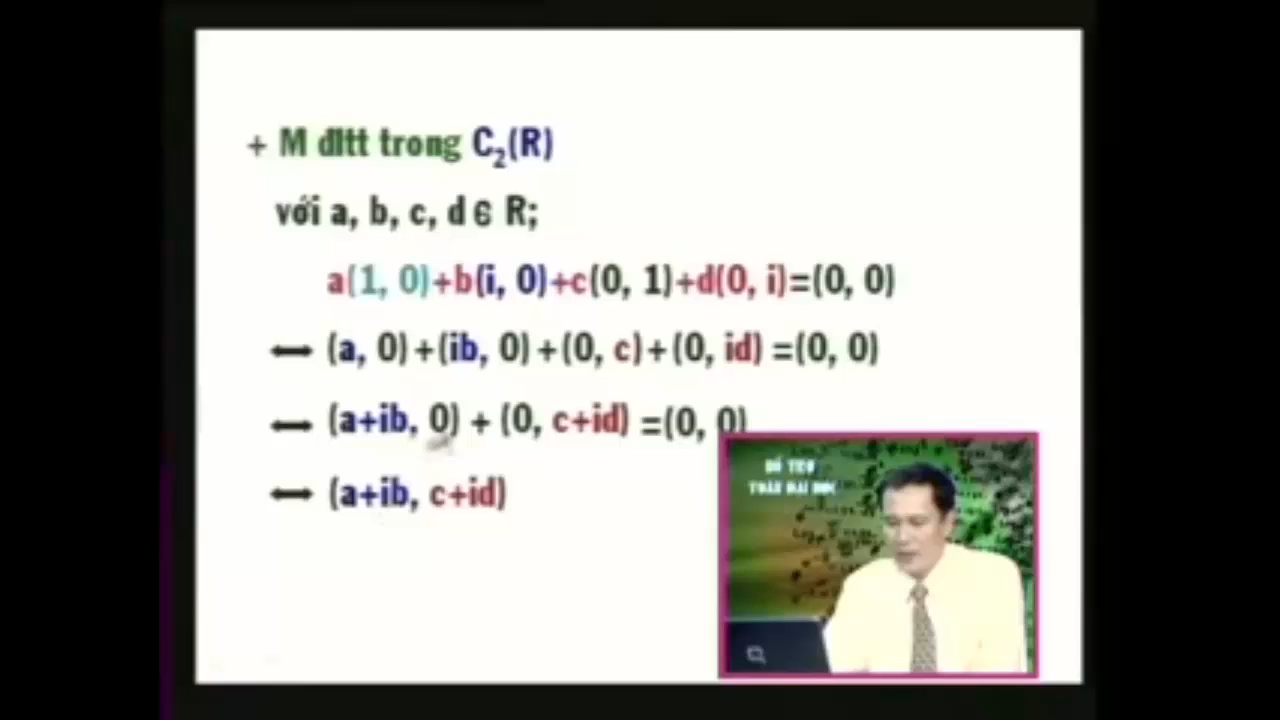 + M đltt trong C₂(R)
với a, b, c, d ∈ R;
a(1, 0)+b(i, 0)+c(0, 1)+d(0, i)=(0, 0)
⟷ (a, 0)+(ib, 0)+(0, c)+(0, id) =(0, 0)
⟷ (a+ib, 0) + (0, c+id) =(0, 0)
⟷ (a+ib, c+id)